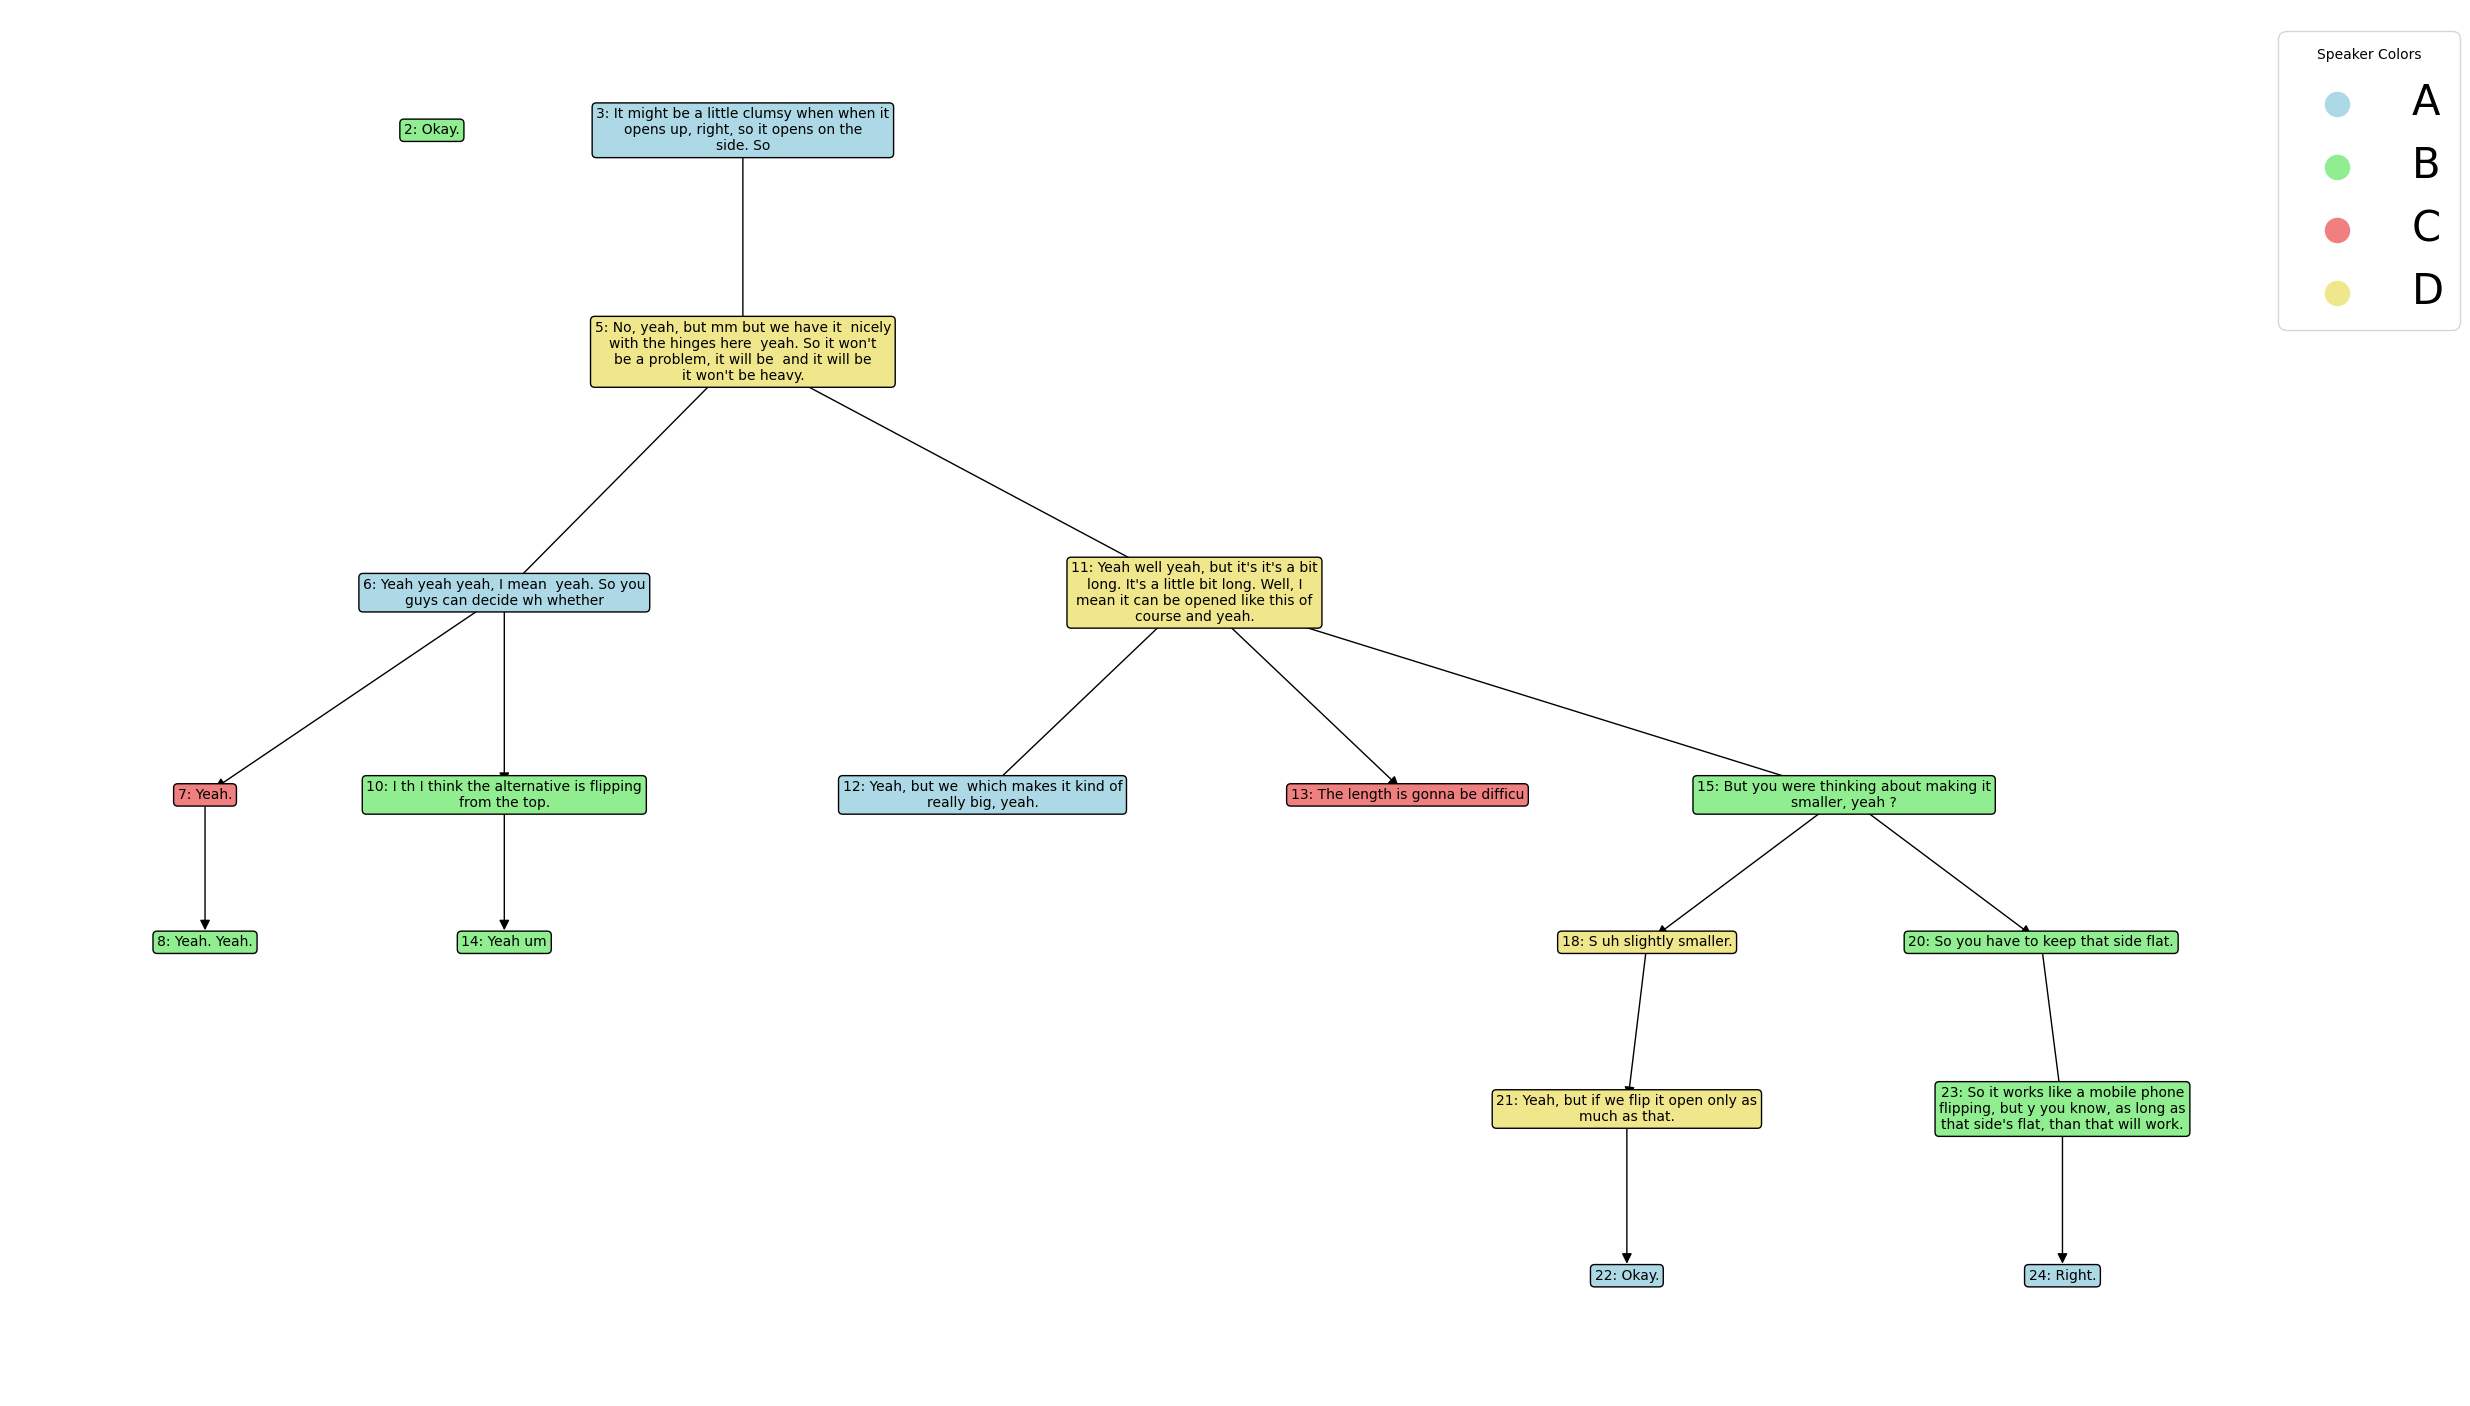 Speaker Colors
A
B
C
D
2: Okay.
3: It might be a little clumsy when when it
opens up, right, so it opens on the
side. So
5: No, yeah, but mm but we have it  nicely
with the hinges here  yeah. So it won't
be a problem, it will be  and it will be
it won't be heavy.
6: Yeah yeah yeah, I mean  yeah. So you
guys can decide wh whether
11: Yeah well yeah, but it's it's a bit
long. It's a little bit long. Well, I
mean it can be opened like this of
course and yeah.
7: Yeah.
10: I th I think the alternative is flipping
from the top.
12: Yeah, but we  which makes it kind of
really big, yeah.
13: The length is gonna be difficu
15: But you were thinking about making it
smaller, yeah ?
8: Yeah. Yeah.
14: Yeah um
18: S uh slightly smaller.
20: So you have to keep that side flat.
21: Yeah, but if we flip it open only as
much as that.
23: So it works like a mobile phone
flipping, but y you know, as long as
that side's flat, than that will work.
22: Okay.
24: Right.